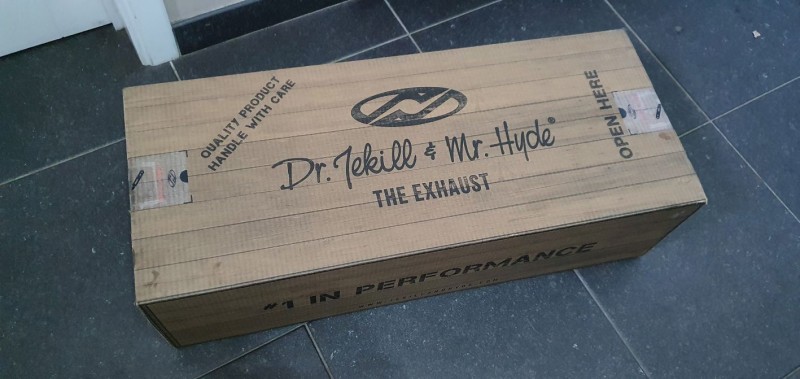 QUALITY PRODUCT
HANDLE WITH CARE
Dr. Jekill & Mr. Hyde®
THE EXHAUST
OPEN HERE
#1 IN PERFORMANCE